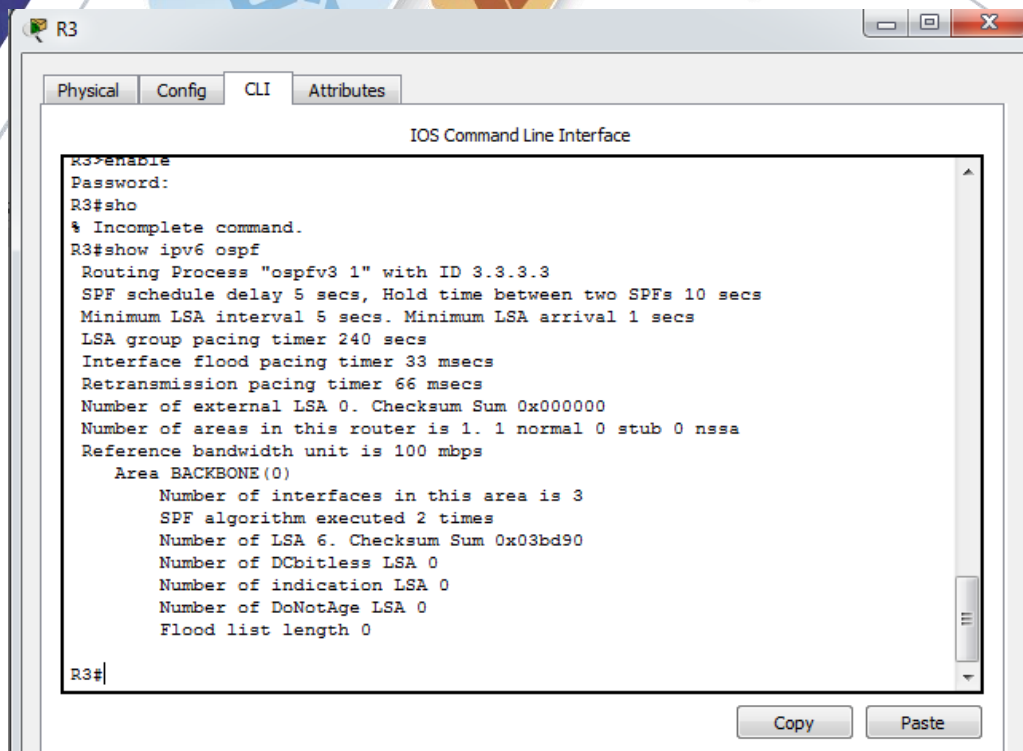 R3
Physical Config CLI Attributes
IOS Command Line Interface
R3>enable
Password:
R3#sho
% Incomplete command.
R3#show ipv6 ospf
Routing Process "ospfv3 1" with ID 3.3.3.3
SPF schedule delay 5 secs, Hold time between two SPFs 10 secs
Minimum LSA interval 5 secs. Minimum LSA arrival 1 secs
LSA group pacing timer 240 secs
Interface flood pacing timer 33 msecs
Retransmission pacing timer 66 msecs
Number of external LSA 0. Checksum Sum 0x000000
Number of areas in this router is 1. 1 normal 0 stub 0 nssa
Reference bandwidth unit is 100 mbps
Area BACKBONE(0)
Number of interfaces in this area is 3
SPF algorithm executed 2 times
Number of LSA 6. Checksum Sum 0x03bd90
Number of DCbitless LSA 0
Number of indication LSA 0
Number of DoNotAge LSA 0
Flood list length 0
R3#
Copy Paste